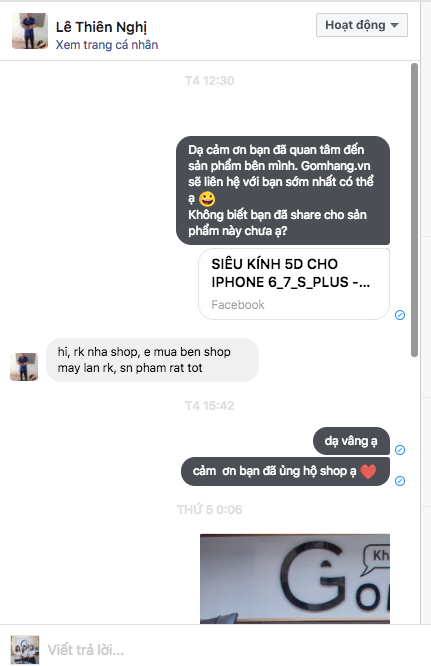 Lê Thiên Nghị
Xem trang cá nhân
Hoạt động
T4 12:30
Dạ cảm ơn bạn đã quan tâm đến
sản phẩm bên mình. Gomhang.vn
sẽ liên hệ với bạn sớm nhất có thể
ạ 😀
Không biết bạn đã share cho sản
phẩm này chưa ạ?
SIÊU KÍNH 5D CHO
IPHONE 6_7_S_PLUS -...
Facebook
hi, rk nha shop, e mua ben shop
may lan rk, sn pham rat tot
T4 15:42
dạ vâng ạ
cảm ơn bạn đã ủng hộ shop ạ ❤️
THỨ 5 0:06
Kh
Gom
Viết trả lời...